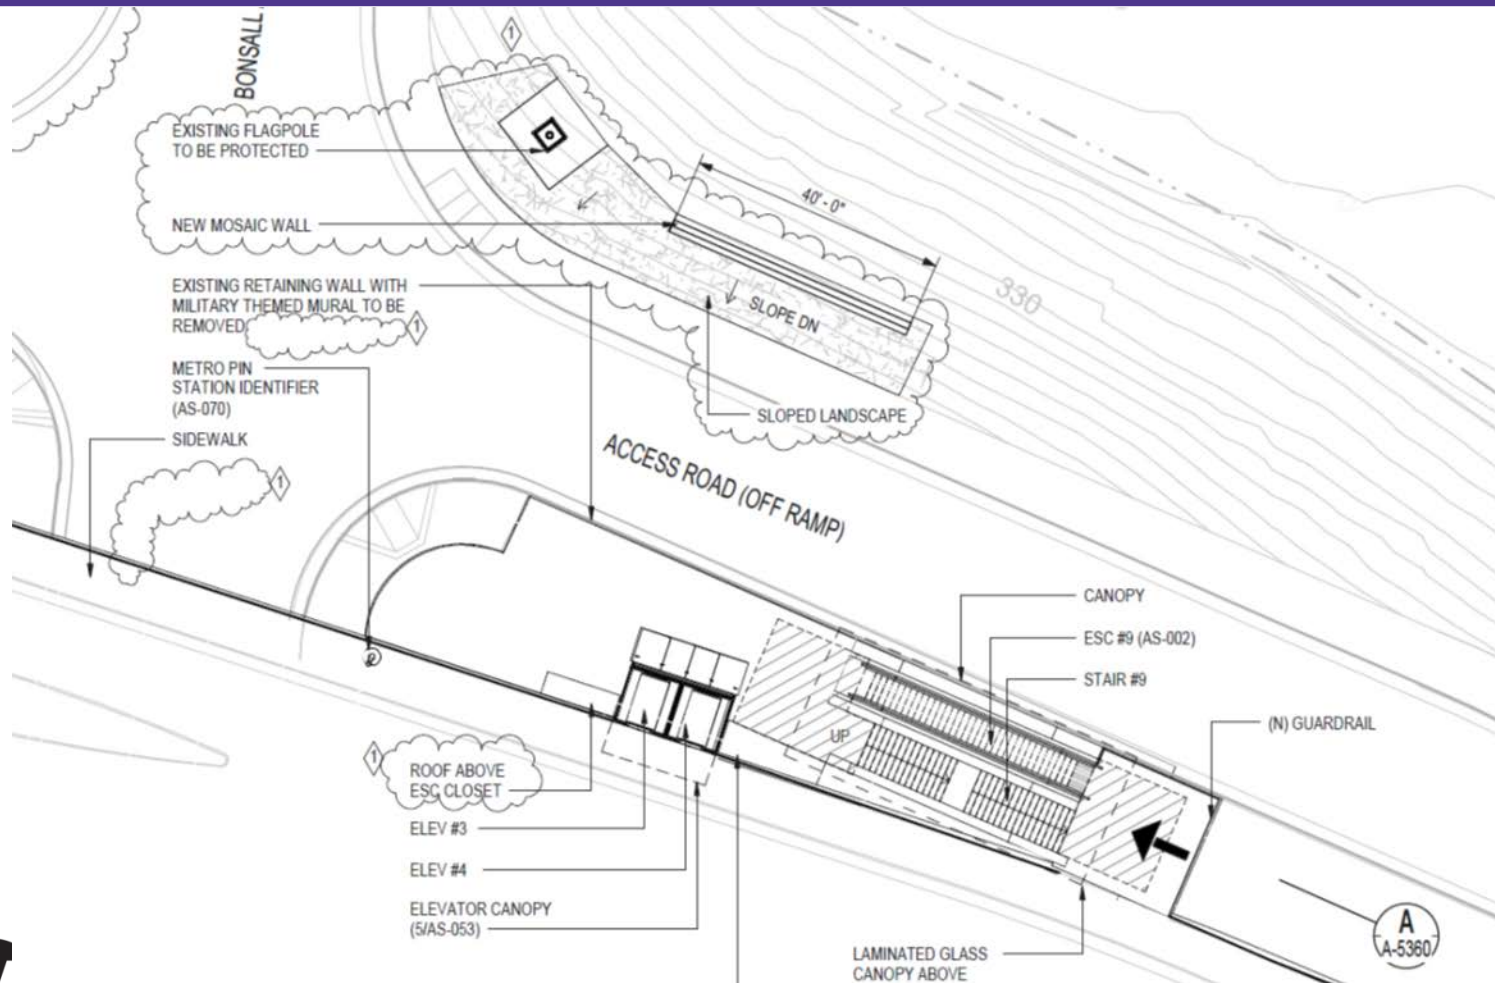 1
BONSALL
EXISTING FLAGPOLE
TO BE PROTECTED
40' - 0"
NEW MOSAIC WALL
330
EXISTING RETAINING WALL WITH
MILITARY THEMED MURAL TO BE
REMOVED
1
SLOPE DN
METRO PIN
STATION IDENTIFIER
(AS-070)
SLOPED LANDSCAPE
SIDEWALK
1
ACCESS ROAD (OFF RAMP)
CANOPY
ESC #9 (AS-002)
STAIR #9
(N) GUARDRAIL
UP
1
ROOF ABOVE
ESC CLOSET
ELEV #3
ELEV #4
ELEVATOR CANOPY
(5/AS-053)
A
A-5360
LAMINATED GLASS
CANOPY ABOVE